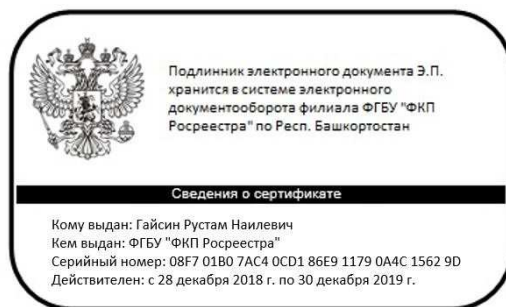 Подлинник электронного документа Э.П.
хранится в системе электронного
документооборота филиала ФГБУ "ФКП
Росреестра" по Респ. Башкортостан
Сведения о сертификате
Кому выдан: Гайсин Рустам Наилевич
Кем выдан: ФГБУ "ФКП Росреестра"
Серийный номер: 08F7 01B0 7AC4 0CD1 86E9 1179 0A4C 1562 9D
Действителен: с 28 декабря 2018 г. по 30 декабря 2019 г.